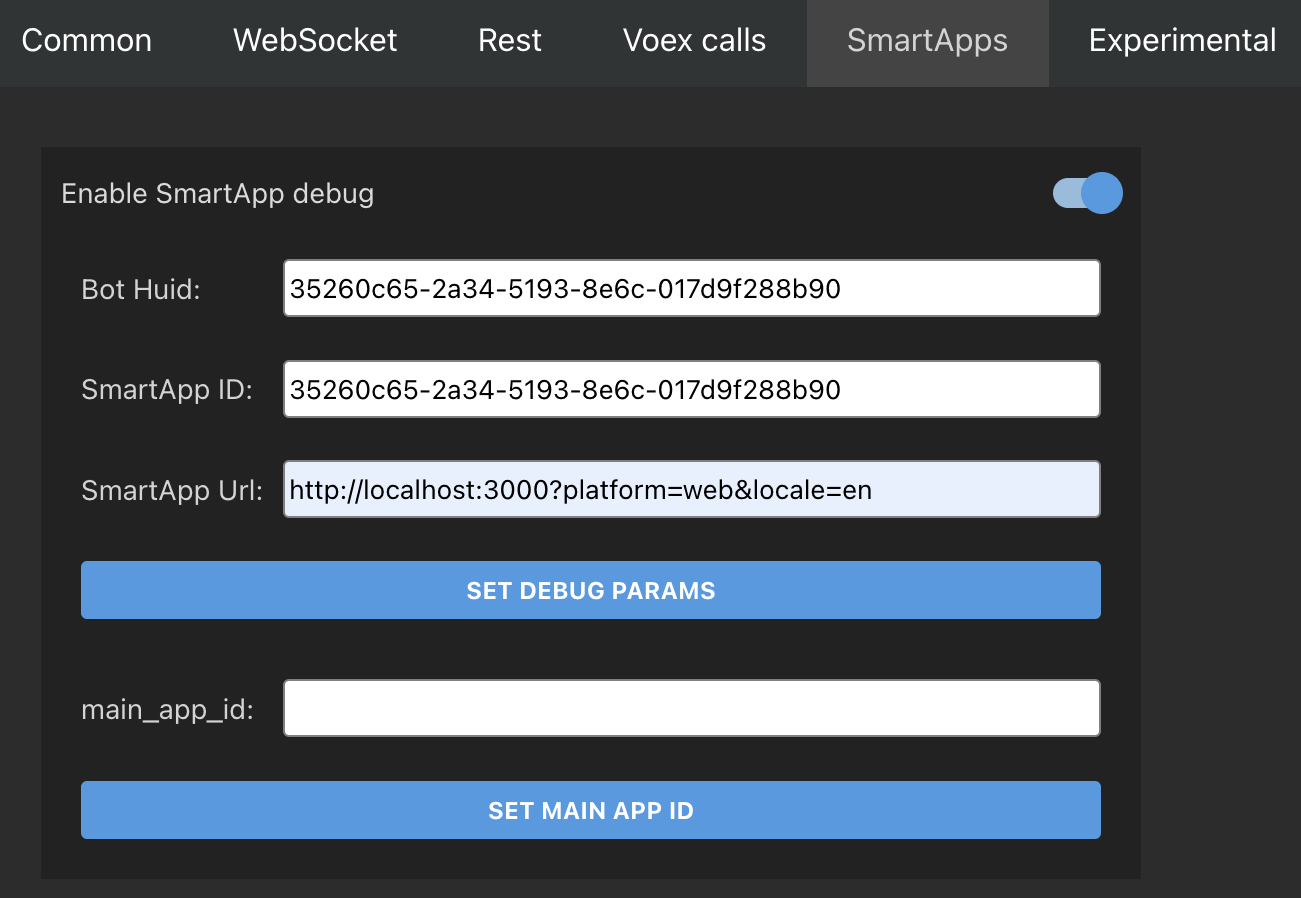 Common WebSocket Rest Voex calls SmartApps Experimental
Enable SmartApp debug
Bot Huid: 35260c65-2a34-5193-8e6c-017d9f288b90
SmartApp ID: 35260c65-2a34-5193-8e6c-017d9f288b90
SmartApp Url: http://localhost:3000?platform=web&locale=en
SET DEBUG PARAMS
main_app_id:
SET MAIN APP ID